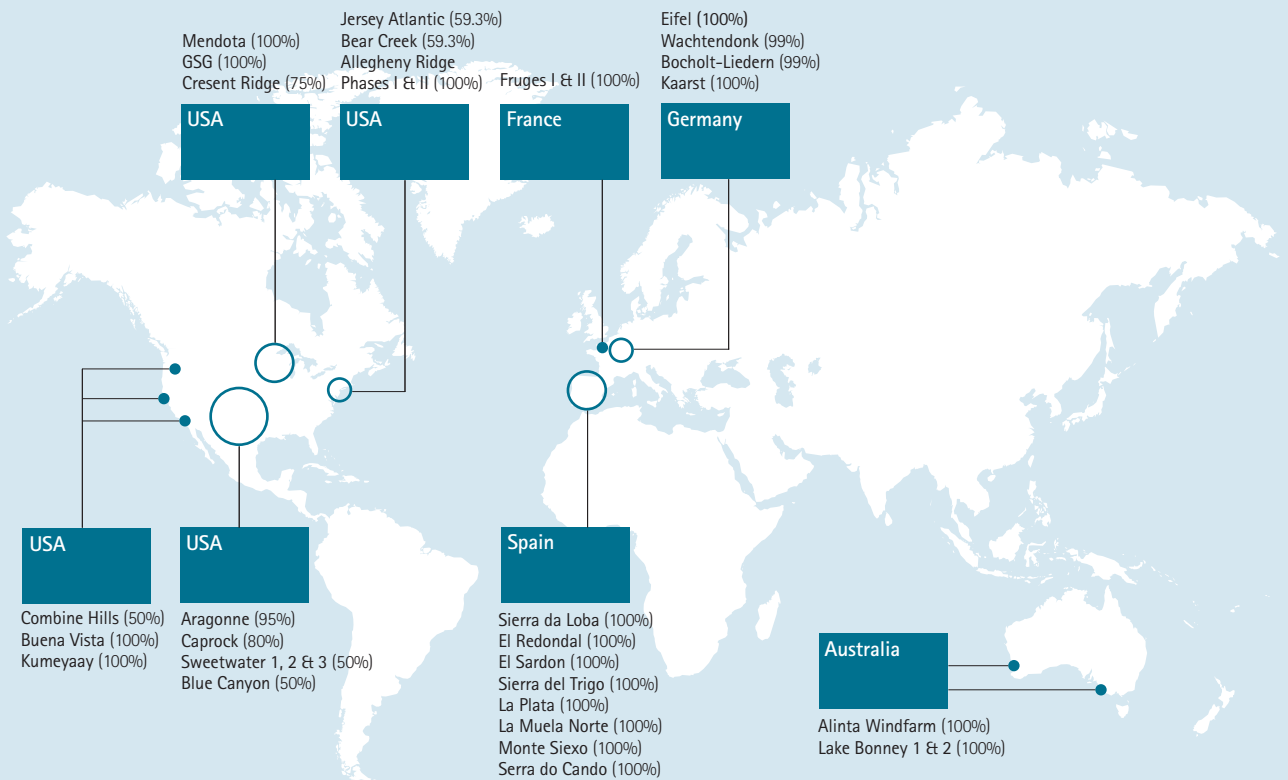 Mendota (100%)
GSG (100%)
Cresent Ridge (75%)
USA
Jersey Atlantic (59.3%)
Bear Creek (59.3%)
Allegheny Ridge
Phases I & II (100%)
USA
Fruges I & II (100%)
France
Eifel (100%)
Wachtendonk (99%)
Bocholt-Liedern (99%)
Kaarst (100%)
Germany
USA
Combine Hills (50%)
Buena Vista (100%)
Kumeyaay (100%)
USA
Aragonne (95%)
Caprock (80%)
Sweetwater 1, 2 & 3 (50%)
Blue Canyon (50%)
Spain
Sierra da Loba (100%)
El Redondal (100%)
El Sardon (100%)
Sierra del Trigo (100%)
La Plata (100%)
La Muela Norte (100%)
Monte Siexo (100%)
Serra do Cando (100%)
Australia
Alinta Windfarm (100%)
Lake Bonney 1 & 2 (100%)